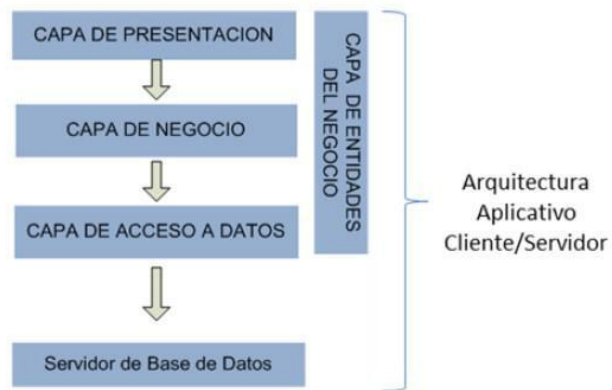 CAPA DE PRESENTACION
CAPA DE NEGOCIO
CAPA DE ACCESO A DATOS
Servidor de Base de Datos
CAPA DE ENTIDADES
DEL NEGOCIO
Arquitectura
Aplicativo
Cliente/Servidor